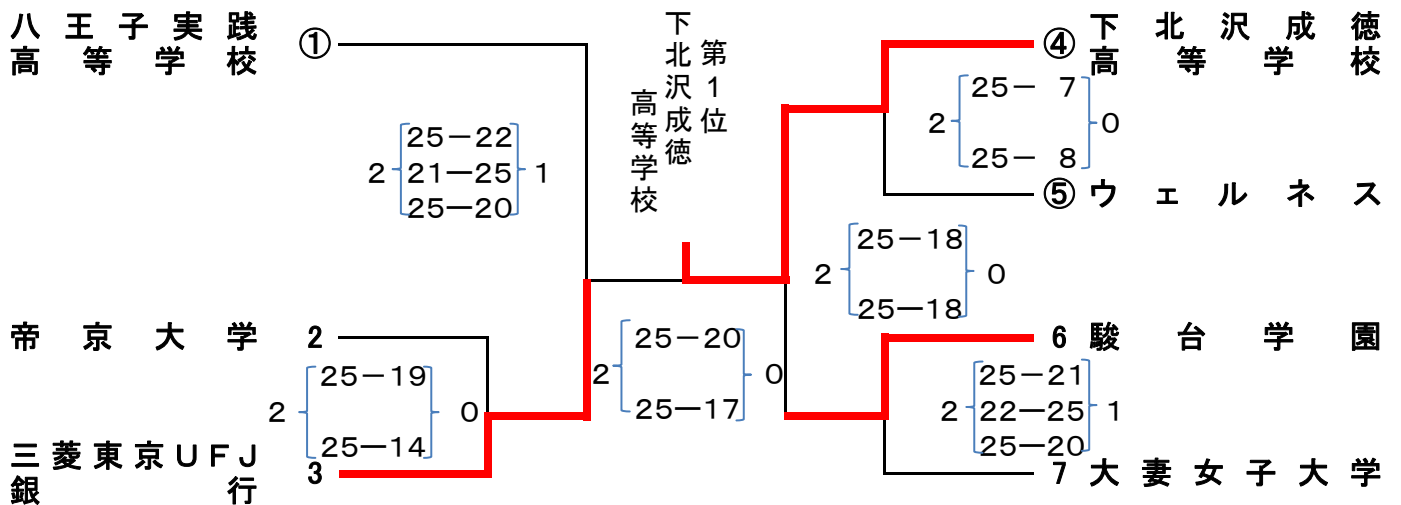 八王子実践
高等学校
①
2
25－22
21－25
25－20
1
帝京大学
2
2
25－19
25－14
0
三菱東京ＵＦＪ
銀行
3
第１位
下北沢成徳
高等学校
2
25－20
25－17
0
④
下北沢成徳
高等学校
2
25－ 7
25－ 8
0
⑤
ウェルネス
2
25－18
25－18
0
6
駿台学園
2
25－21
22－25
25－20
1
7
大妻女子大学